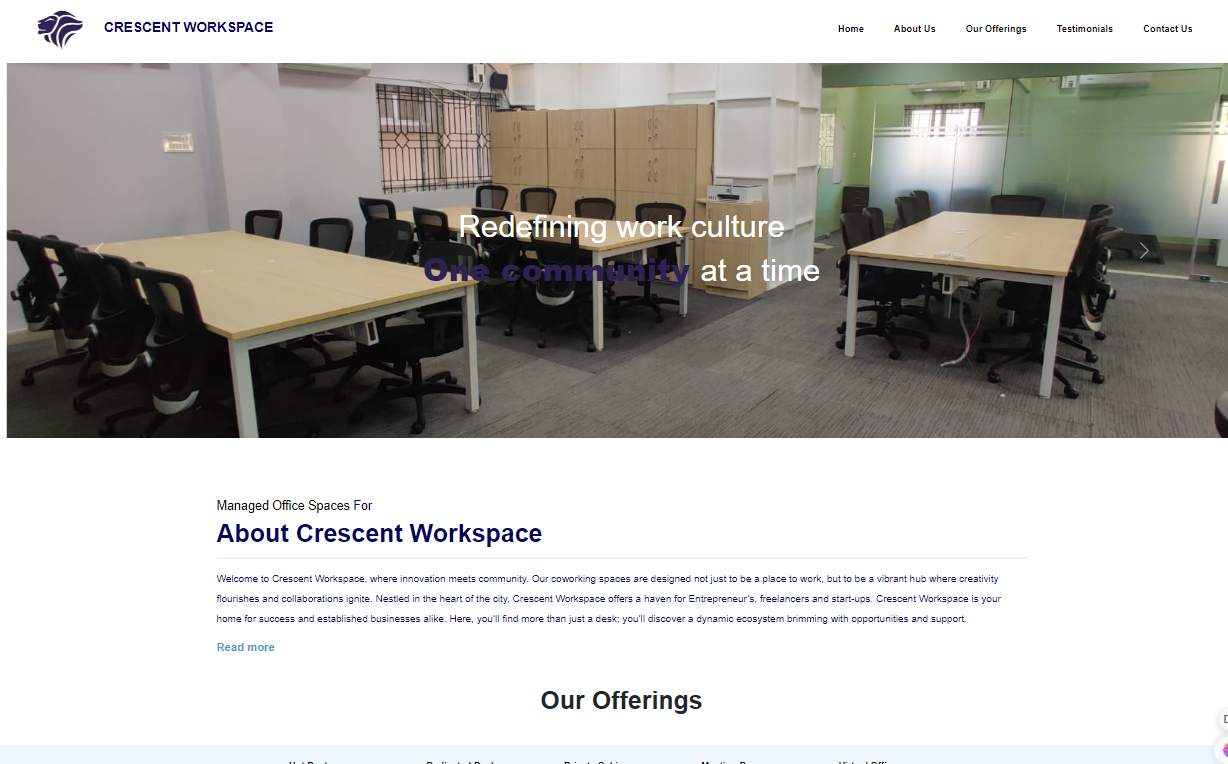 CRESCENT WORKSPACE
Home About Us Our Offerings Testimonials Contact Us
Redefining work culture
One community at a time
Managed Office Spaces For
About Crescent Workspace
Welcome to Crescent Workspace, where innovation meets community. Our coworking spaces are designed not just to be a place to work, but to be a vibrant hub where creativity
flourishes and collaborations ignite. Nestled in the heart of the city, Crescent Workspace offers a haven for Entrepreneur's, freelancers and start-ups. Crescent Workspace is your
home for success and established businesses alike. Here, you'll find more than just a desk; you'll discover a dynamic ecosystem brimming with opportunities and support.
Read more
Our Offerings